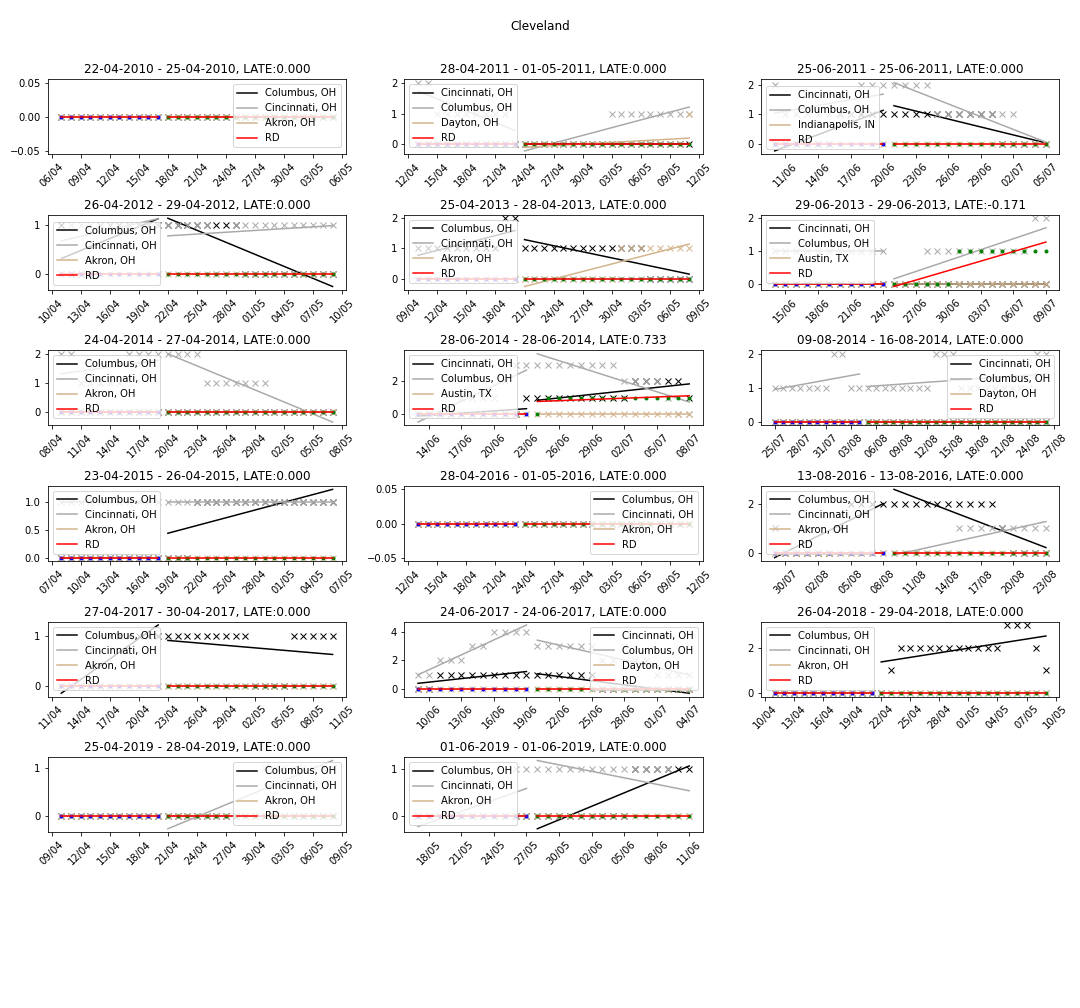 Cleveland
22-04-2010 - 25-04-2010, LATE:0.000
0.05
0.00
−0.05
Columbus, OH
Cincinnati, OH
Akron, OH
RD
06/04 09/04 12/04 15/04 18/04 21/04 24/04 27/04 30/04 03/05 06/05
28-04-2011 - 01-05-2011, LATE:0.000
2
1
0
Cincinnati, OH
Columbus, OH
Dayton, OH
RD
12/04 15/04 18/04 21/04 24/04 27/04 30/04 03/05 06/05 09/05 12/05
25-06-2011 - 25-06-2011, LATE:0.000
2
1
0
Cincinnati, OH
Columbus, OH
Indianapolis, IN
RD
11/06 14/06 17/06 20/06 23/06 26/06 29/06 02/07 05/07
26-04-2012 - 29-04-2012, LATE:0.000
1
0
Columbus, OH
Cincinnati, OH
Akron, OH
RD
10/04 13/04 16/04 19/04 22/04 25/04 28/04 01/05 04/05 07/05 10/05
25-04-2013 - 28-04-2013, LATE:0.000
2
1
0
Columbus, OH
Cincinnati, OH
Akron, OH
RD
09/04 12/04 15/04 18/04 21/04 24/04 27/04 30/04 03/05 06/05 09/05
29-06-2013 - 29-06-2013, LATE:-0.171
2
1
0
Cincinnati, OH
Columbus, OH
Austin, TX
RD
15/06 18/06 21/06 24/06 27/06 30/06 03/07 06/07 09/07
24-04-2014 - 27-04-2014, LATE:0.000
2
1
0
Columbus, OH
Cincinnati, OH
Akron, OH
RD
08/04 11/04 14/04 17/04 20/04 23/04 26/04 29/04 02/05 05/05 08/05
28-06-2014 - 28-06-2014, LATE:0.733
2
0
Cincinnati, OH
Columbus, OH
Austin, TX
RD
14/06 17/06 20/06 23/06 26/06 29/06 02/07 05/07 08/07
09-08-2014 - 16-08-2014, LATE:0.000
2
1
0
Cincinnati, OH
Columbus, OH
Dayton, OH
RD
25/07 28/07 31/07 03/08 06/08 09/08 12/08 15/08 18/08 21/08 24/08 27/08
23-04-2015 - 26-04-2015, LATE:0.000
1.0
0.5
0.0
Columbus, OH
Cincinnati, OH
Akron, OH
RD
07/04 10/04 13/04 16/04 19/04 22/04 25/04 28/04 01/05 04/05 07/05
28-04-2016 - 01-05-2016, LATE:0.000
0.05
0.00
−0.05
Columbus, OH
Cincinnati, OH
Akron, OH
RD
12/04 15/04 18/04 21/04 24/04 27/04 30/04 03/05 06/05 09/05 12/05
13-08-2016 - 13-08-2016, LATE:0.000
2
0
Columbus, OH
Cincinnati, OH
Akron, OH
RD
30/07 02/08 05/08 08/08 11/08 14/08 17/08 20/08 23/08
27-04-2017 - 30-04-2017, LATE:0.000
1
0
Columbus, OH
Cincinnati, OH
Akron, OH
RD
11/04 14/04 17/04 20/04 23/04 26/04 29/04 02/05 05/05 08/05 11/05
24-06-2017 - 24-06-2017, LATE:0.000
4
2
0
Cincinnati, OH
Columbus, OH
Dayton, OH
RD
10/06 13/06 16/06 19/06 22/06 25/06 28/06 01/07 04/07
26-04-2018 - 29-04-2018, LATE:0.000
2
0
Columbus, OH
Cincinnati, OH
Akron, OH
RD
10/04 13/04 16/04 19/04 22/04 25/04 28/04 01/05 04/05 07/05 10/05
25-04-2019 - 28-04-2019, LATE:0.000
1
0
Columbus, OH
Cincinnati, OH
Akron, OH
RD
09/04 12/04 15/04 18/04 21/04 24/04 27/04 30/04 03/05 06/05 09/05
01-06-2019 - 01-06-2019, LATE:0.000
1
0
Columbus, OH
Cincinnati, OH
Akron, OH
RD
18/05 21/05 24/05 27/05 30/05 02/06 05/06 08/06 11/06